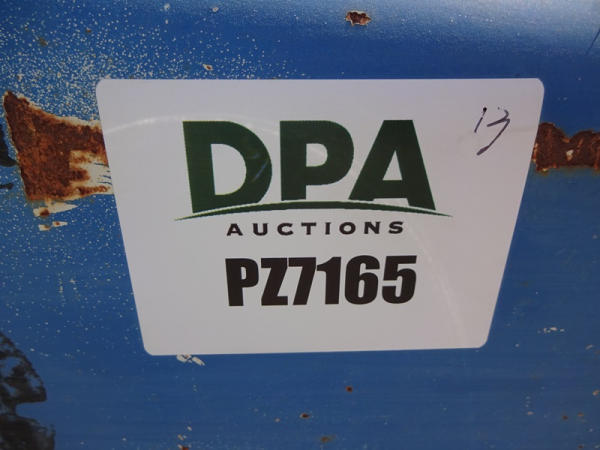 13
DPA
AUCTIONS
PZ7165